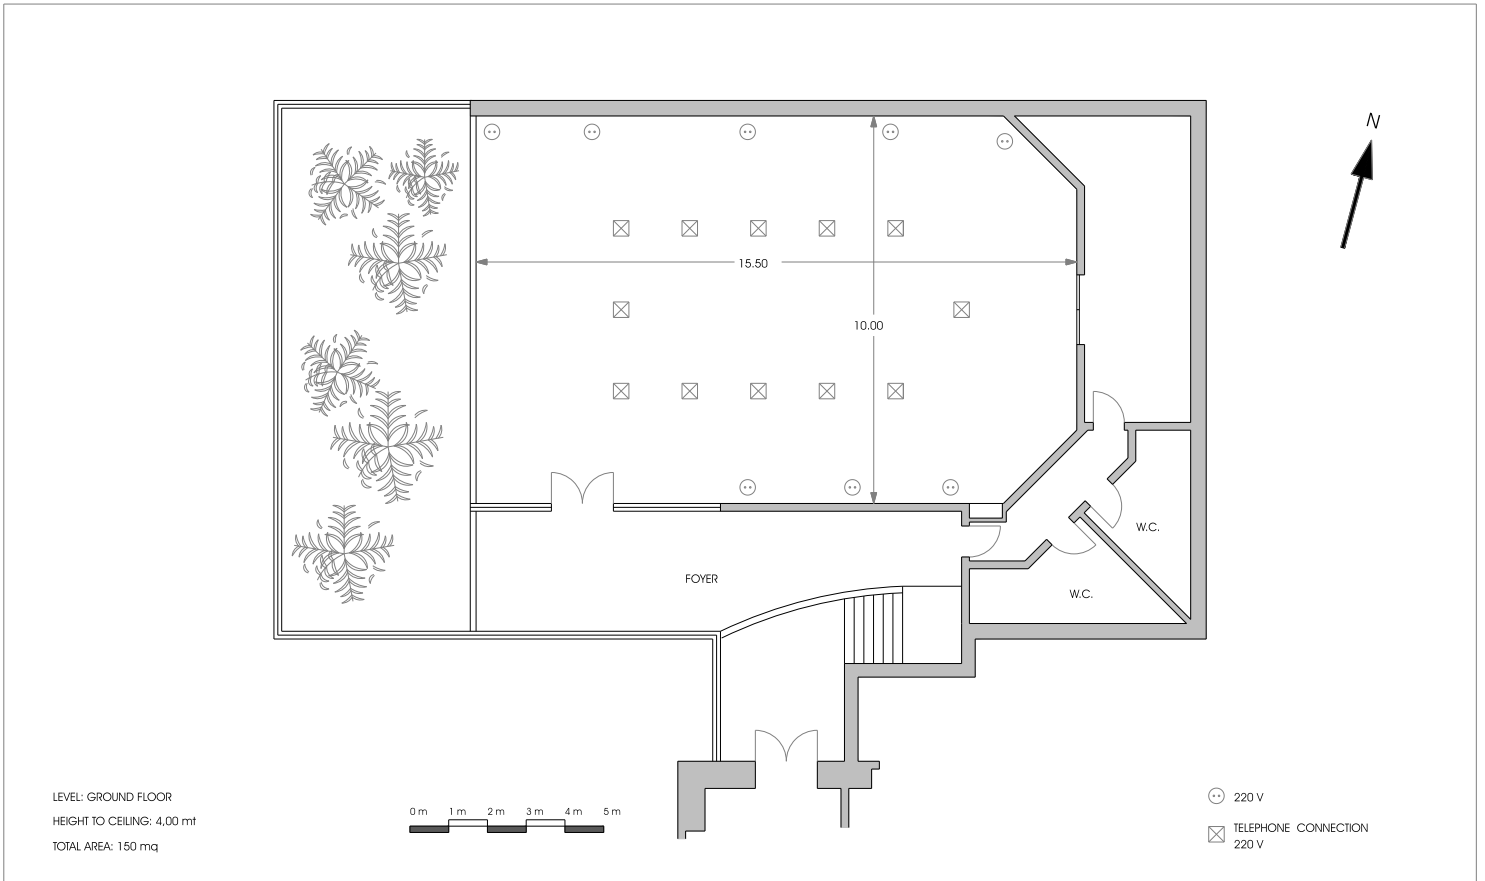 N
15.50
10.00
W.C.
FOYER
W.C.
LEVEL: GROUND FLOOR
HEIGHT TO CEILING: 4,00 mt
TOTAL AREA: 150 mq
0 m 1 m 2 m 3 m 4 m 5 m
220 V
TELEPHONE CONNECTION
220 V